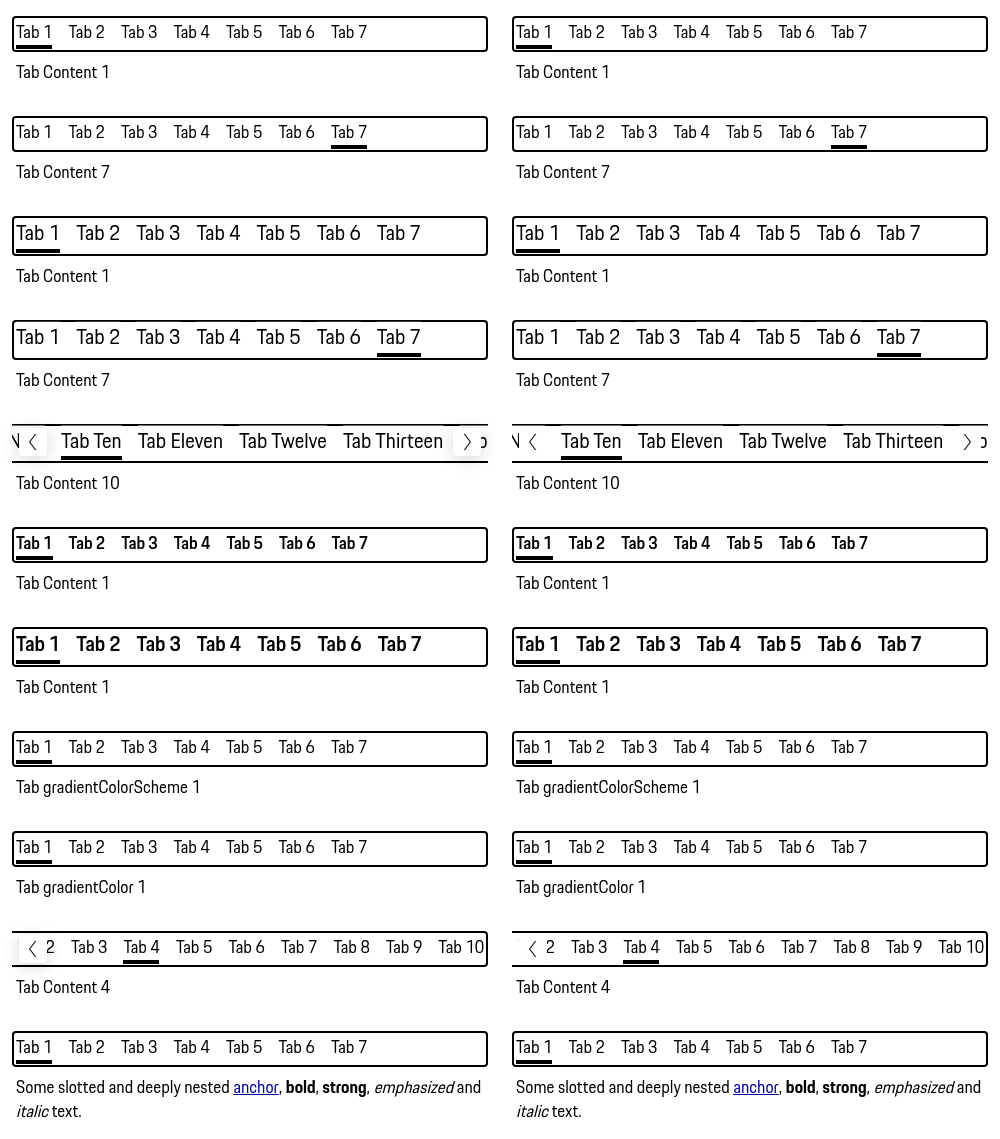 Tab 1 Tab 2 Tab 3 Tab 4 Tab 5 Tab 6 Tab 7
Tab Content 1
Tab 1 Tab 2 Tab 3 Tab 4 Tab 5 Tab 6 Tab 7
Tab Content 7
Tab 1 Tab 2 Tab 3 Tab 4 Tab 5 Tab 6 Tab 7
Tab Content 1
Tab 1 Tab 2 Tab 3 Tab 4 Tab 5 Tab 6 Tab 7
Tab Content 7
Tab Ten Tab Eleven Tab Twelve Tab Thirteen
Tab Content 10
Tab 1 Tab 2 Tab 3 Tab 4 Tab 5 Tab 6 Tab 7
Tab Content 1
Tab 1 Tab 2 Tab 3 Tab 4 Tab 5 Tab 6 Tab 7
Tab Content 1
Tab 1 Tab 2 Tab 3 Tab 4 Tab 5 Tab 6 Tab 7
Tab gradientColorScheme 1
Tab 1 Tab 2 Tab 3 Tab 4 Tab 5 Tab 6 Tab 7
Tab gradientColor 1
2 Tab 3 Tab 4 Tab 5 Tab 6 Tab 7 Tab 8 Tab 9 Tab 10
Tab Content 4
Tab 1 Tab 2 Tab 3 Tab 4 Tab 5 Tab 6 Tab 7
Some slotted and deeply nested anchor, bold, strong, emphasized and
italic text.
Tab 1 Tab 2 Tab 3 Tab 4 Tab 5 Tab 6 Tab 7
Tab Content 1
Tab 1 Tab 2 Tab 3 Tab 4 Tab 5 Tab 6 Tab 7
Tab Content 7
Tab 1 Tab 2 Tab 3 Tab 4 Tab 5 Tab 6 Tab 7
Tab Content 1
Tab 1 Tab 2 Tab 3 Tab 4 Tab 5 Tab 6 Tab 7
Tab Content 7
Tab Ten Tab Eleven Tab Twelve Tab Thirteen
Tab Content 10
Tab 1 Tab 2 Tab 3 Tab 4 Tab 5 Tab 6 Tab 7
Tab Content 1
Tab 1 Tab 2 Tab 3 Tab 4 Tab 5 Tab 6 Tab 7
Tab Content 1
Tab 1 Tab 2 Tab 3 Tab 4 Tab 5 Tab 6 Tab 7
Tab gradientColorScheme 1
Tab 1 Tab 2 Tab 3 Tab 4 Tab 5 Tab 6 Tab 7
Tab gradientColor 1
2 Tab 3 Tab 4 Tab 5 Tab 6 Tab 7 Tab 8 Tab 9 Tab 10
Tab Content 4
Tab 1 Tab 2 Tab 3 Tab 4 Tab 5 Tab 6 Tab 7
Some slotted and deeply nested anchor, bold, strong, emphasized and
italic text.